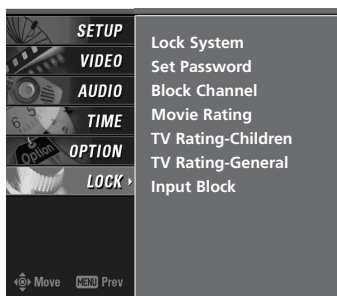 SETUP
VIDEO
AUDIO
TIME
OPTION
LOCK
Lock System
Set Password
Block Channel
Movie Rating
TV Rating-Children
TV Rating-General
Input Block
Move MENU Prev